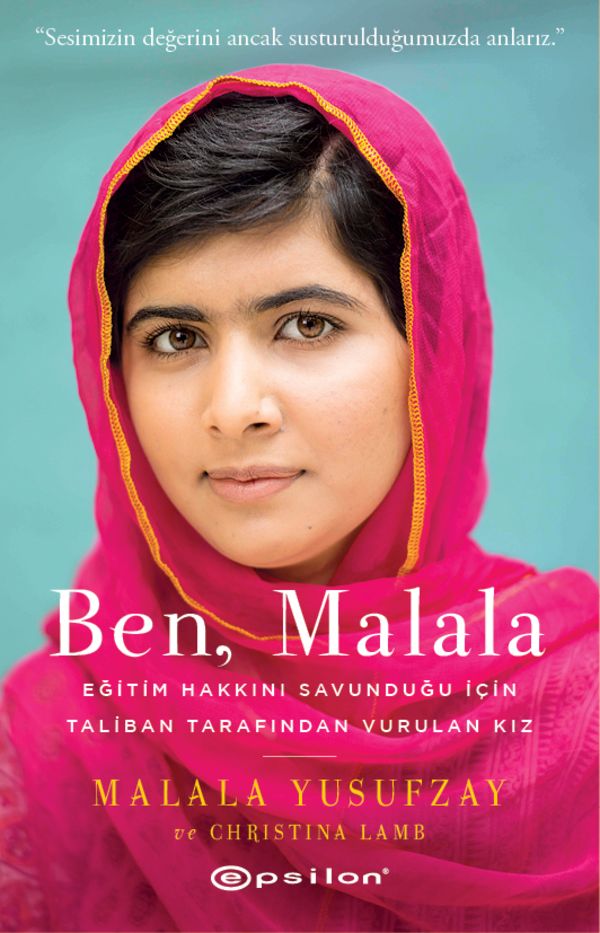 “Sesimizin değerini ancak susturulduğumuzda anlarız.”
Ben, Malala
EĞİTİM HAKKINI SAVUNDUĞU İÇİN
TALİBAN TARAFINDAN VURULAN KIZ
MALALA YUSUFZAY
ve CHRISTINA LAMB
epsilon®